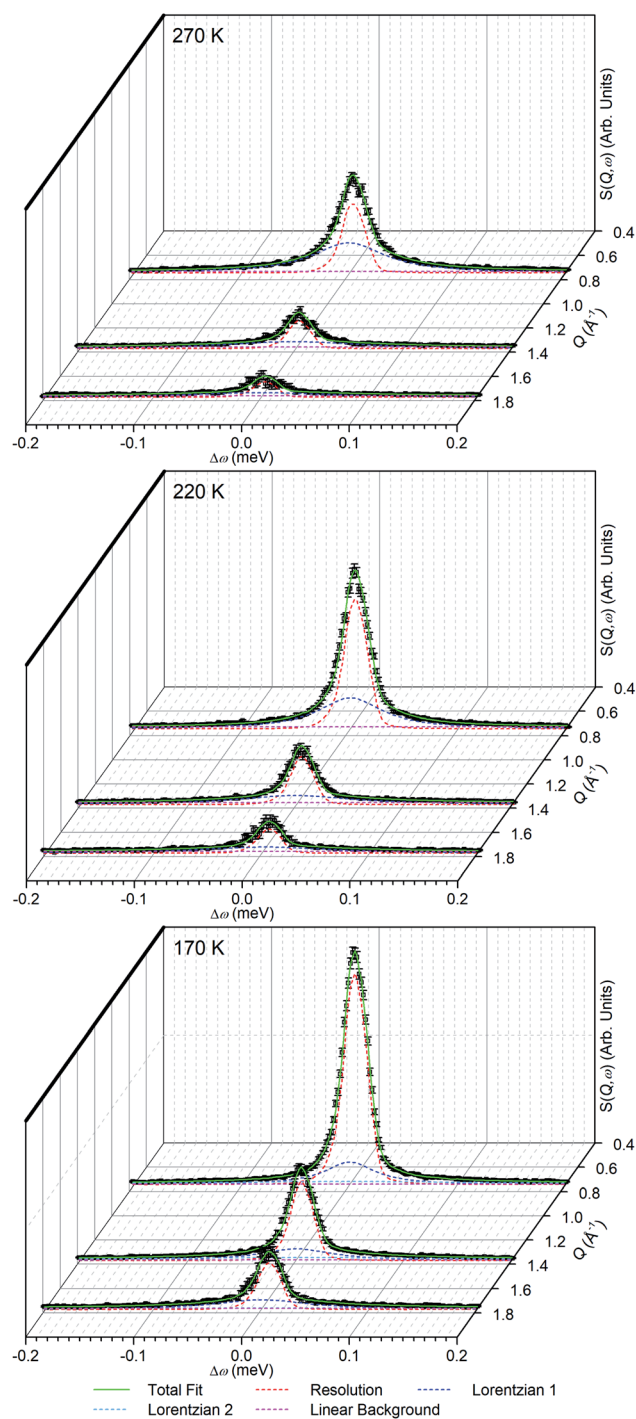 270 K
S(Q,ω) (Arb. Units)
0.4
0.6
0.8
1.0
1.2
1.4
1.6
1.8
Q (Å⁻¹)
-0.2 -0.1 0.0 0.1 0.2
Δω (meV)
220 K
S(Q,ω) (Arb. Units)
0.4
0.6
0.8
1.0
1.2
1.4
1.6
1.8
Q (Å⁻¹)
-0.2 -0.1 0.0 0.1 0.2
Δω (meV)
170 K
S(Q,ω) (Arb. Units)
0.4
0.6
0.8
1.0
1.2
1.4
1.6
1.8
Q (Å⁻¹)
-0.2 -0.1 0.0 0.1 0.2
Δω (meV)
Total Fit Resolution Lorentzian 1
Lorentzian 2 Linear Background